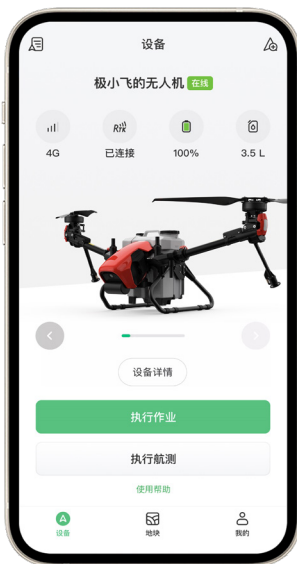 设备
极小飞的无人机 在线
4G
RTK
已连接
100%
3.5 L
设备详情
执行作业
执行航测
使用帮助
A
设备
地块
我的